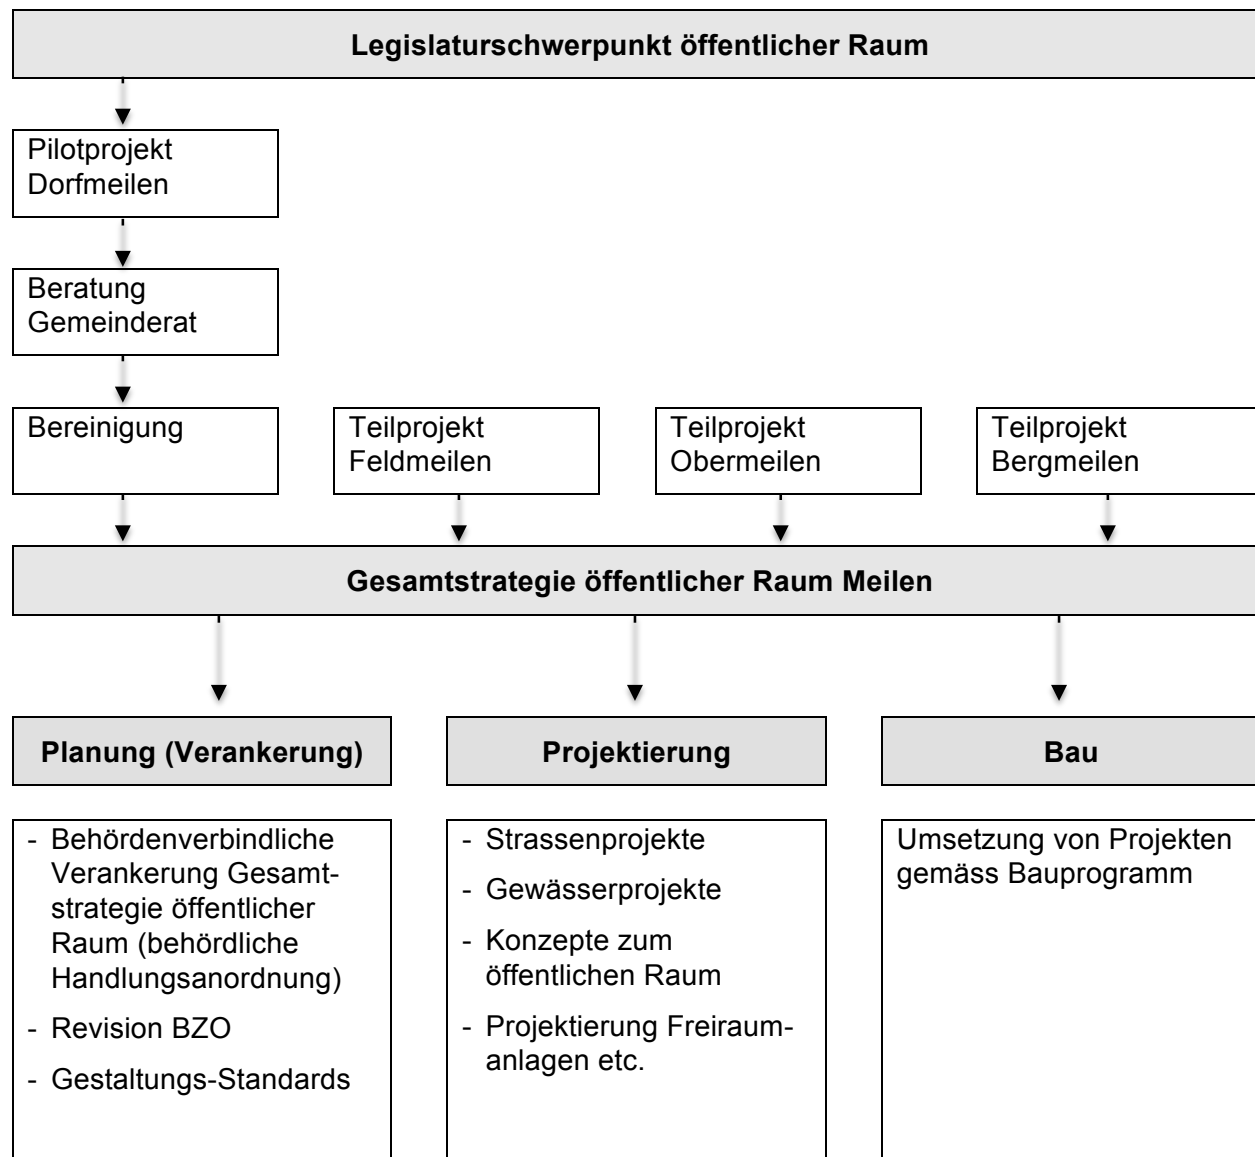 Legislaturschwerpunkt öffentlicher Raum
Pilotprojekt
Dorfmeilen
Beratung
Gemeinderat
Bereinigung
Teilprojekt
Feldmeilen
Teilprojekt
Obermeilen
Teilprojekt
Bergmeilen
Gesamtstrategie öffentlicher Raum Meilen
Planung (Verankerung)
- Behördenverbindliche
Verankerung Gesamt-
strategie öffentlicher
Raum (behördliche
Handlungsanordnung)
- Revision BZO
- Gestaltungs-Standards
Projektierung
- Strassenprojekte
- Gewässerprojekte
- Konzepte zum
öffentlichen Raum
- Projektierung Freiraum-
anlagen etc.
Bau
Umsetzung von Projekten
gemäss Bauprogramm